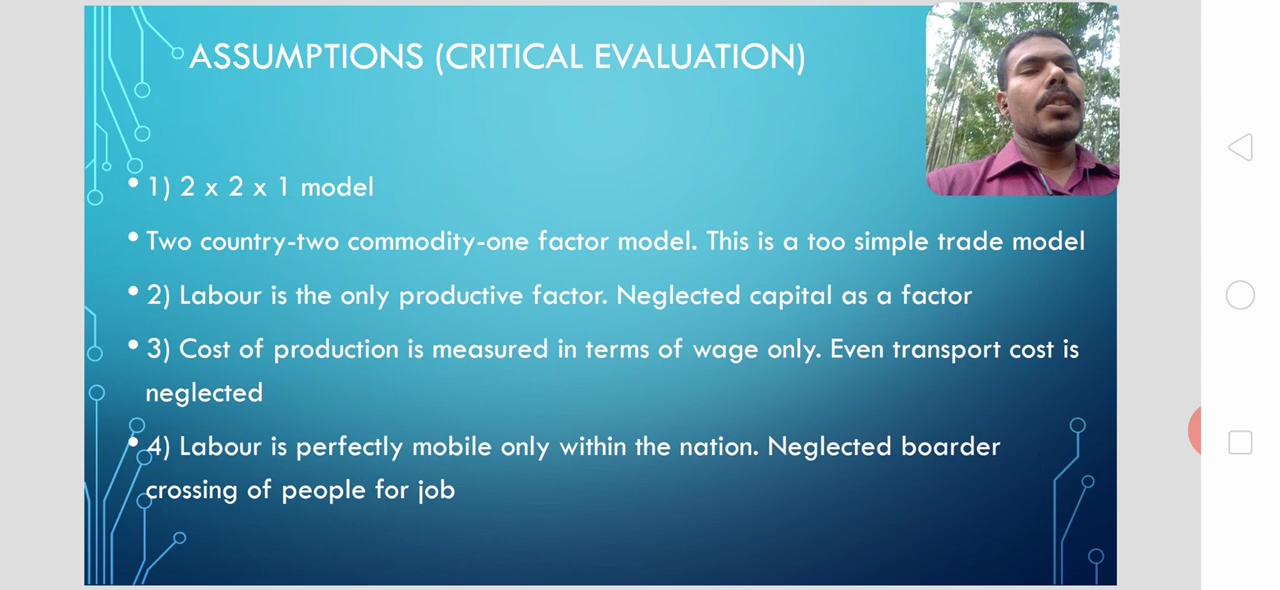 ASSUMPTIONS (CRITICAL EVALUATION)
• 1) 2 x 2 x 1 model
• Two country-two commodity-one factor model. This is a too simple trade model
• 2) Labour is the only productive factor. Neglected capital as a factor
• 3) Cost of production is measured in terms of wage only. Even transport cost is
neglected
• 4) Labour is perfectly mobile only within the nation. Neglected boarder
crossing of people for job